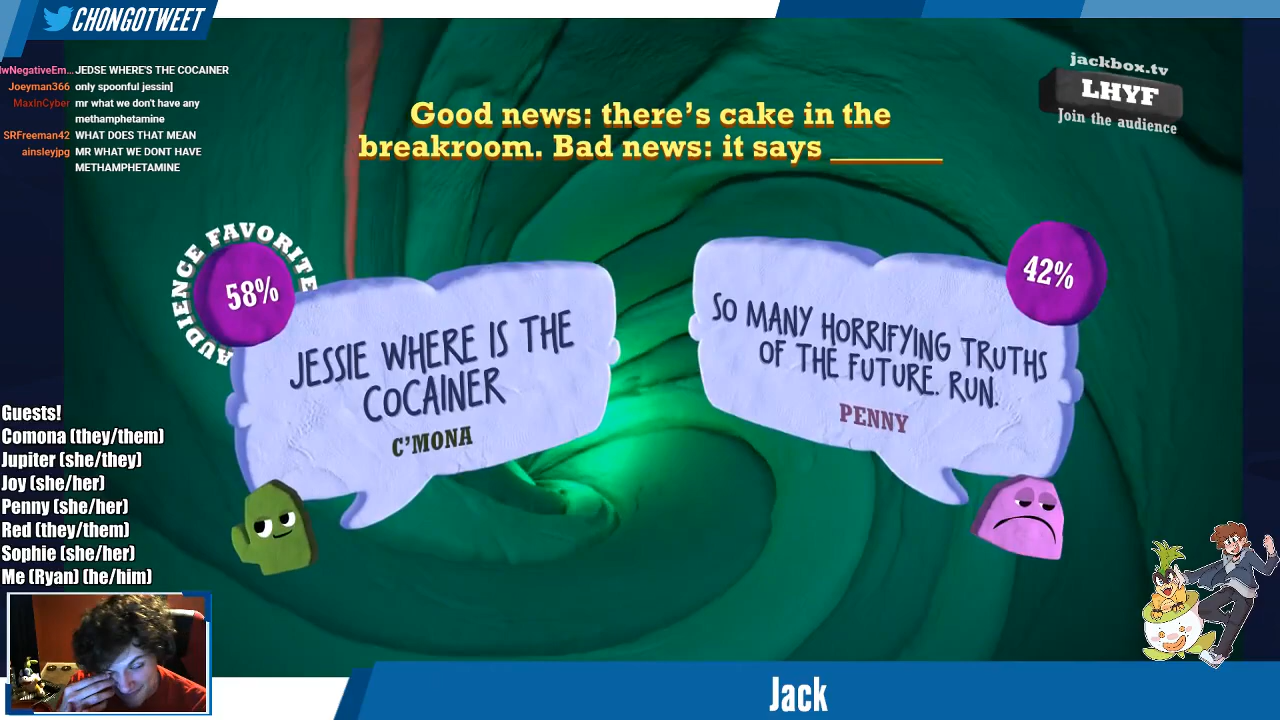 CHONGOTWEET
IwNegativeEm... JEDSE WHERE'S THE COCAINER
Joeyman366 only spoonful jessin]
MaxInCyber mr what we don't have any
methamphetamine
SRFreeman42 WHAT DOES THAT MEAN
ainsleyjpg MR WHAT WE DONT HAVE
METHAMPHETAMINE
Good news: there's cake in the
breakroom. Bad news: it says ________
jackbox.tv
LHYF
Join the audience
AUDIENCE FAVORITE
58%
JESSIE WHERE IS THE
COCAINER
C'MONA
42%
SO MANY HORRIFYING TRUTHS
OF THE FUTURE. RUN.
PENNY
Guests!
Comona (they/them)
Jupiter (she/they)
Joy (she/her)
Penny (she/her)
Red (they/them)
Sophie (she/her)
Me (Ryan) (he/him)
Jack